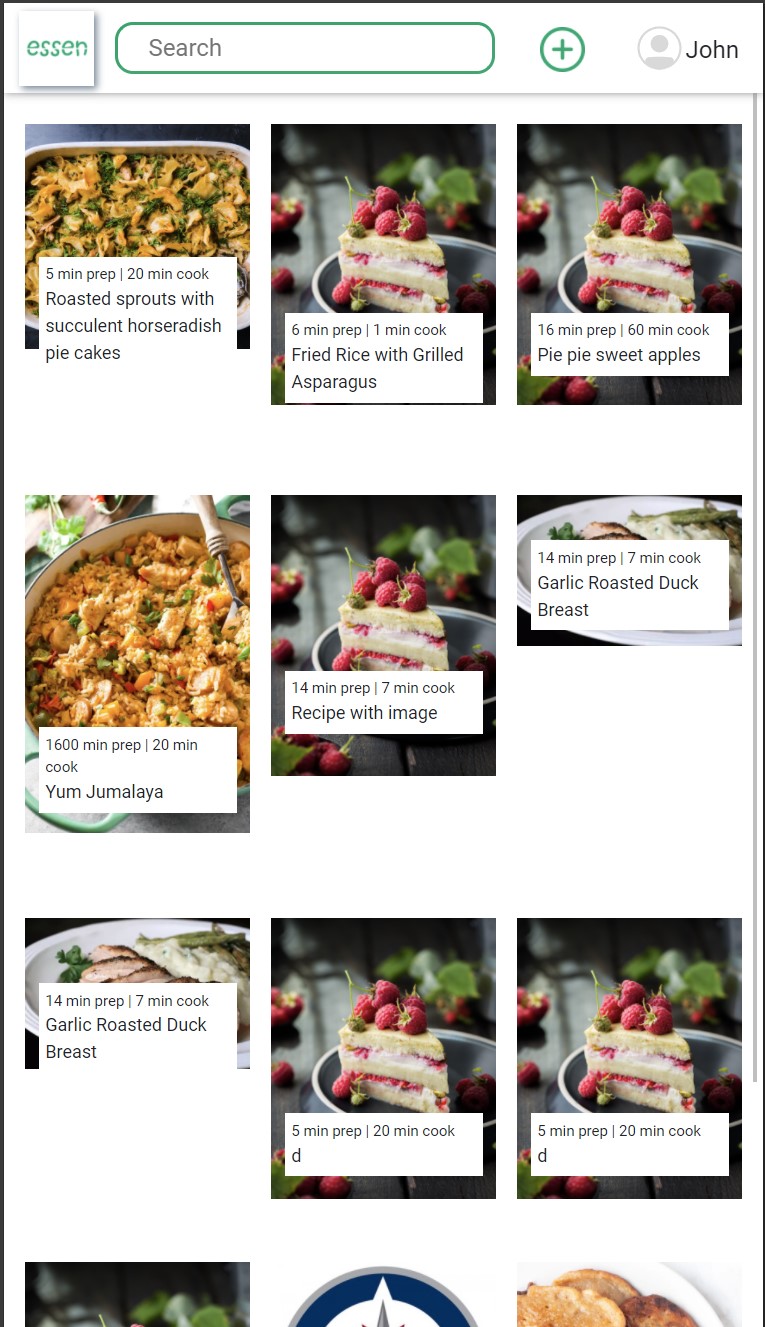 essen
Search
John
5 min prep | 20 min cook
Roasted sprouts with
succulent horseradish
pie cakes
6 min prep | 1 min cook
Fried Rice with Grilled
Asparagus
16 min prep | 60 min cook
Pie pie sweet apples
1600 min prep | 20 min
cook
Yum Jumalaya
14 min prep | 7 min cook
Recipe with image
14 min prep | 7 min cook
Garlic Roasted Duck
Breast
14 min prep | 7 min cook
Garlic Roasted Duck
Breast
5 min prep | 20 min cook
d
5 min prep | 20 min cook
d